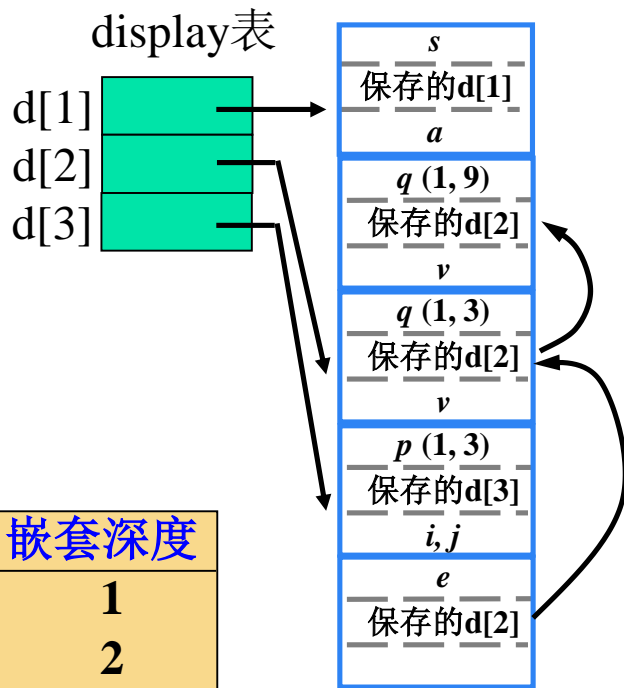 display表
d[1]
d[2]
d[3]
s
保存的d[1]
a
q (1, 9)
保存的d[2]
v
q (1, 3)
保存的d[2]
v
p (1, 3)
保存的d[3]
i, j
e
保存的d[2]
嵌套深度
1
2